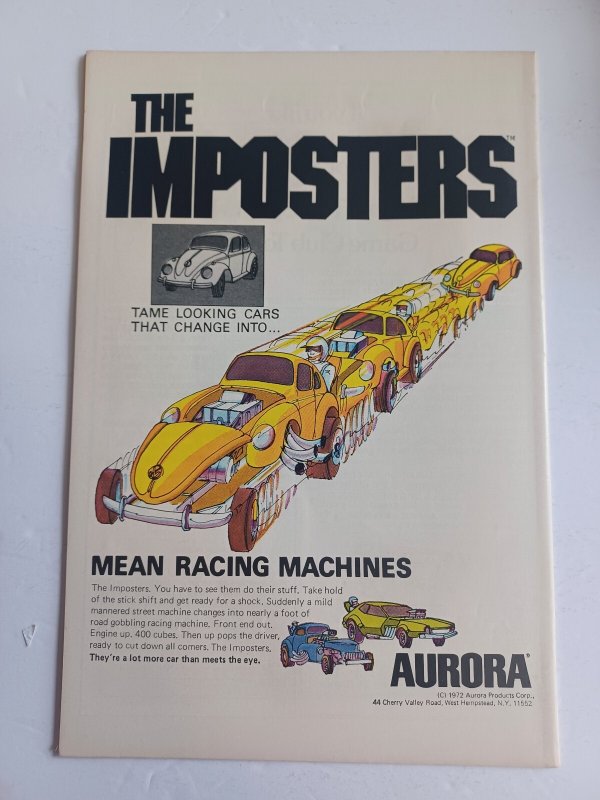 THE
IMPOSTERS™
TAME LOOKING CARS
THAT CHANGE INTO...
MEAN RACING MACHINES
The Imposters. You have to see them do their stuff. Take hold
of the stick shift and get ready for a shock. Suddenly a mild
mannered street machine changes into nearly a foot of
road gobbling racing machine. Front end out.
Engine up. 400 cubes. Then up pops the driver,
ready to cut down all corners. The Imposters.
They're a lot more car than meets the eye.
AURORA®
(C) 1972 Aurora Products Corp.,
44 Cherry Valley Road, West Hempstead, N.Y. 11552